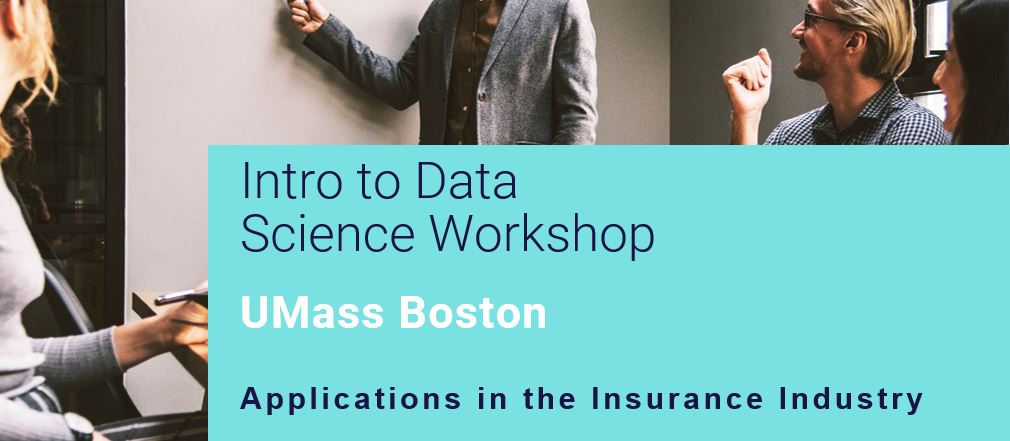 Intro to Data
Science Workshop
UMass Boston
Applications in the Insurance Industry